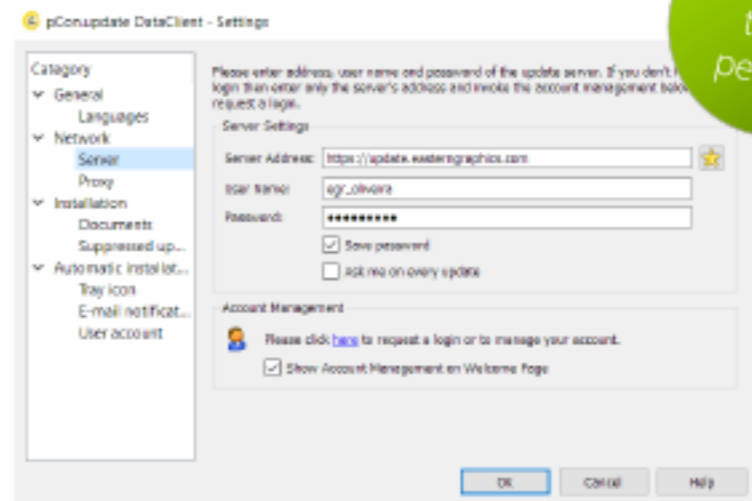 pCon.update DataClient - Settings
pe
Category
General
Languages
Network
Server
Proxy
Installation
Documents
Suppressed up...
Automatic installat...
Tray icon
E-mail notificat...
User account
Please enter address, user name and password of the update server. If you don't
login then enter only the server's address and invoke the account management below
request a login.
Server Settings
Server Address: https://update.easterngraphics.com
User Name: egr_oliveira
Password: •••••••••
Save password
Ask me on every update
Account Management
Please click here to request a login or to manage your account.
Show Account Management on Welcome Page
OK
Cancel
Help